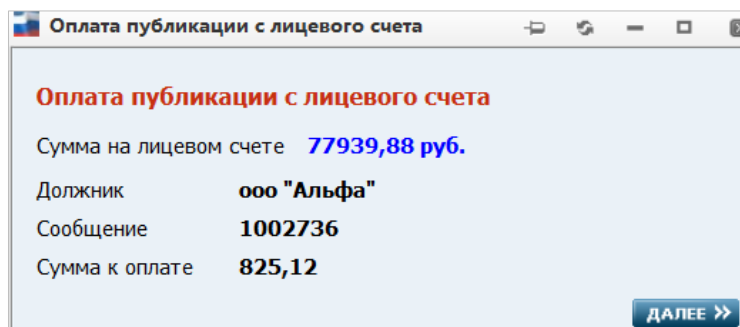 Оплата публикации с лицевого счета
Оплата публикации с лицевого счета
Сумма на лицевом счете 77939,88 руб.
Должник ооо "Альфа"
Сообщение 1002736
Сумма к оплате 825,12
ДАЛЕЕ